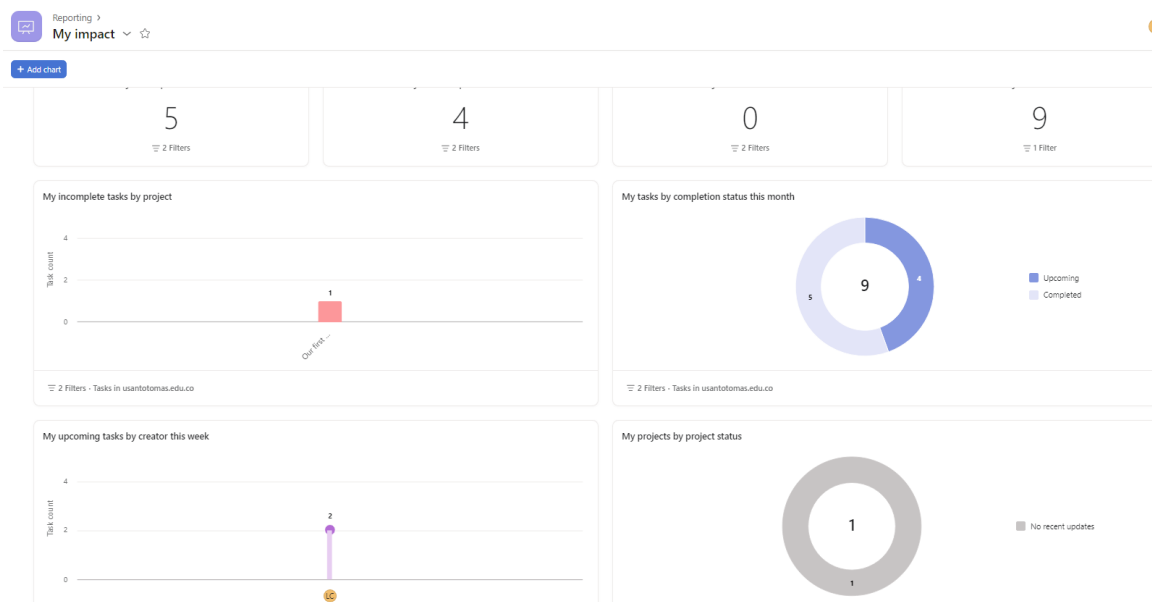 Reporting ›
My impact
+ Add chart
5
2 Filters
4
2 Filters
0
2 Filters
9
1 Filter
My incomplete tasks by project
Task count
4
2
0
1
Our first ...
2 Filters - Tasks in usantotomas.edu.co
My tasks by completion status this month
9
4
5
Upcoming
Completed
2 Filters - Tasks in usantotomas.edu.co
My upcoming tasks by creator this week
Task count
4
2
0
2
LC
My projects by project status
1
1
No recent updates